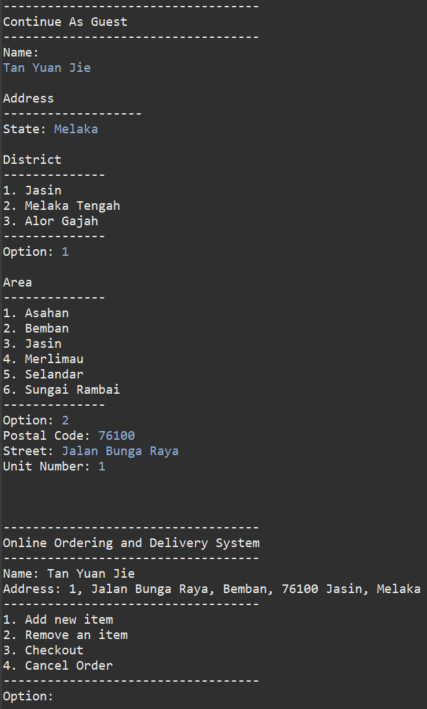 -----------------------------------
Continue As Guest
-----------------------------------
Name:
Tan Yuan Jie
Address
-------------------
State: Melaka
District
--------------
1. Jasin
2. Melaka Tengah
3. Alor Gajah
--------------
Option: 1
Area
--------------
1. Asahan
2. Bemban
3. Jasin
4. Merlimau
5. Selandar
6. Sungai Rambai
--------------
Option: 2
Postal Code: 76100
Street: Jalan Bunga Raya
Unit Number: 1
-----------------------------------
Online Ordering and Delivery System
-----------------------------------
Name: Tan Yuan Jie
Address: 1, Jalan Bunga Raya, Bemban, 76100 Jasin, Melaka
-----------------------------------
1. Add new item
2. Remove an item
3. Checkout
4. Cancel Order
-----------------------------------
Option: